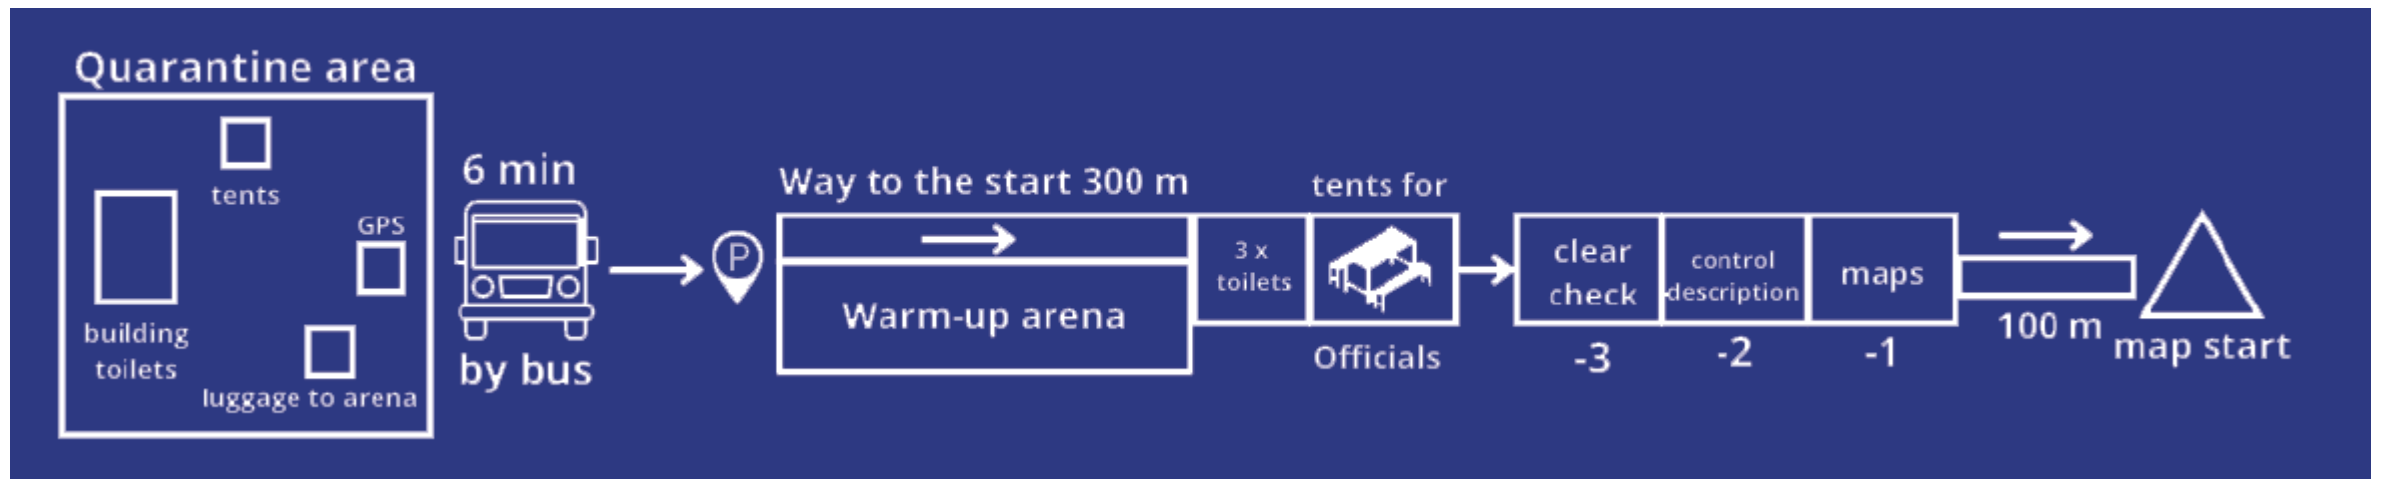 Quarantine area
tents
GPS
building
toilets
luggage to arena
6 min
by bus
P
Way to the start 300 m
Warm-up arena
3 x
toilets
tents for
Officials
clear
check
-3
control
description
-2
maps
-1
100 m
map start